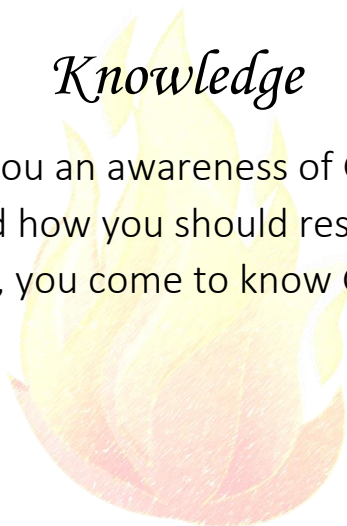 Knowledge
ou an awareness of
d how you should res
, you come to know